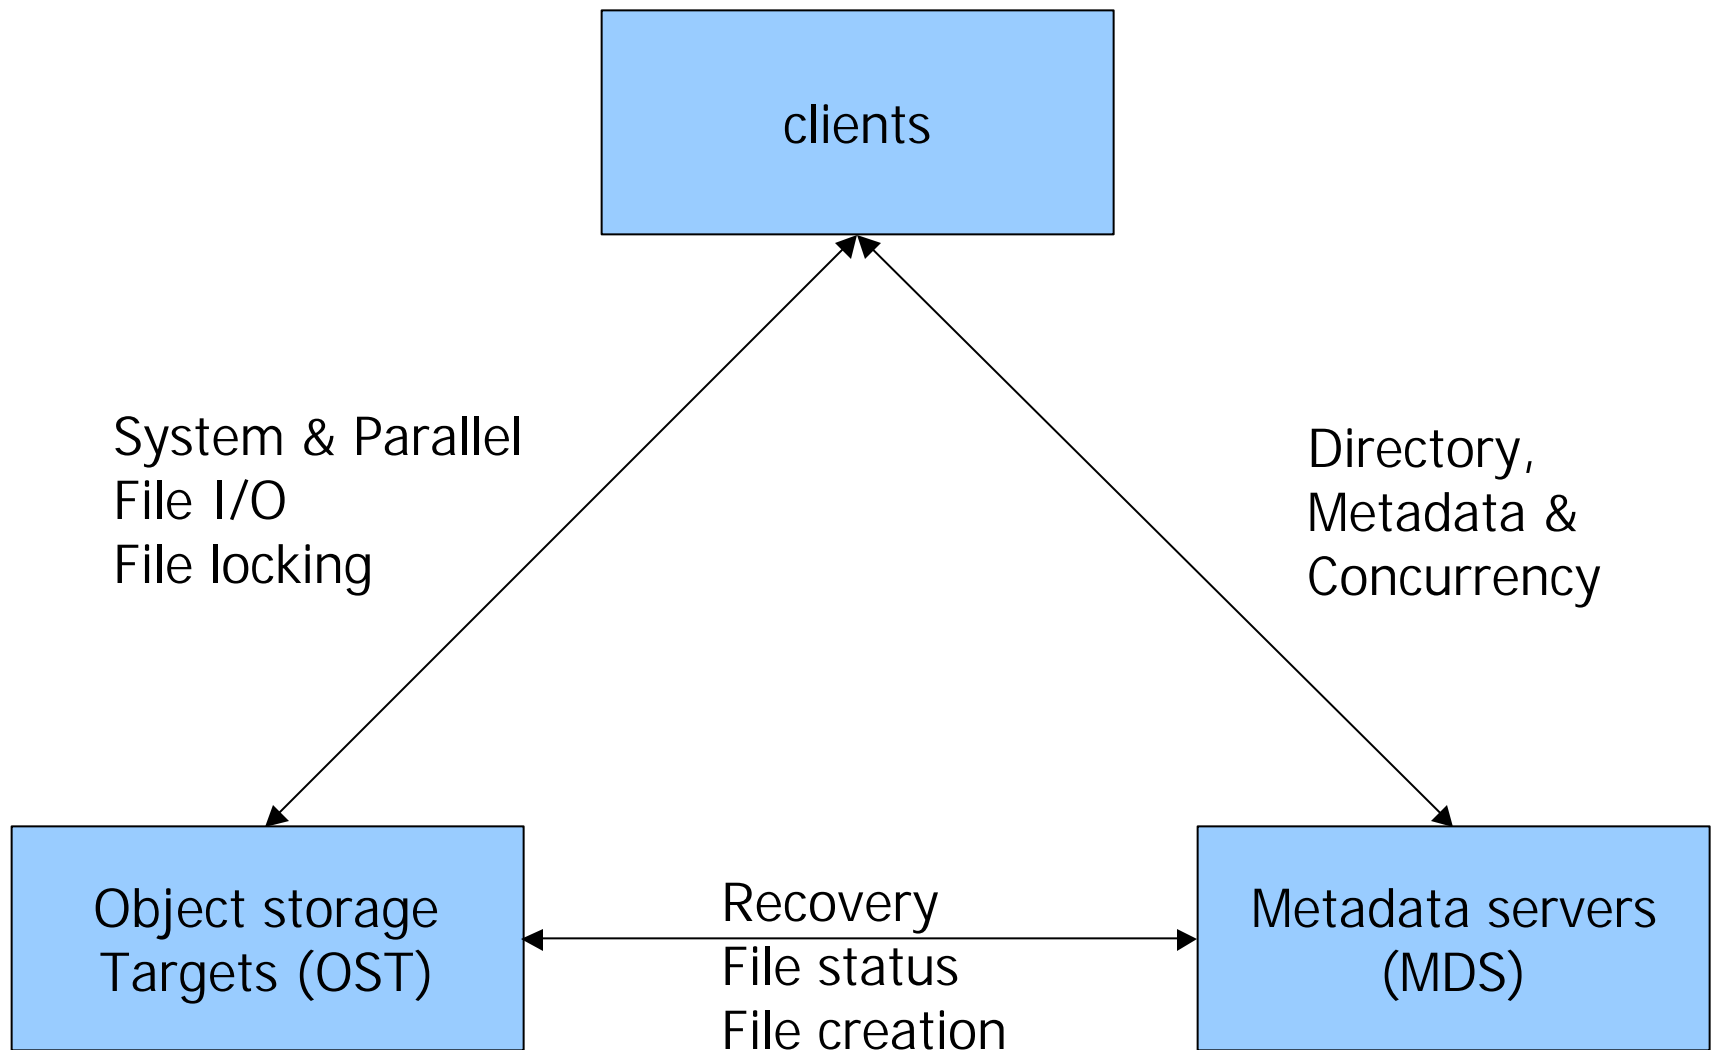 clients
System & Parallel
File I/O
File locking
Directory,
Metadata &
Concurrency
Object storage
Targets (OST)
Recovery
File status
File creation
Metadata servers
(MDS)